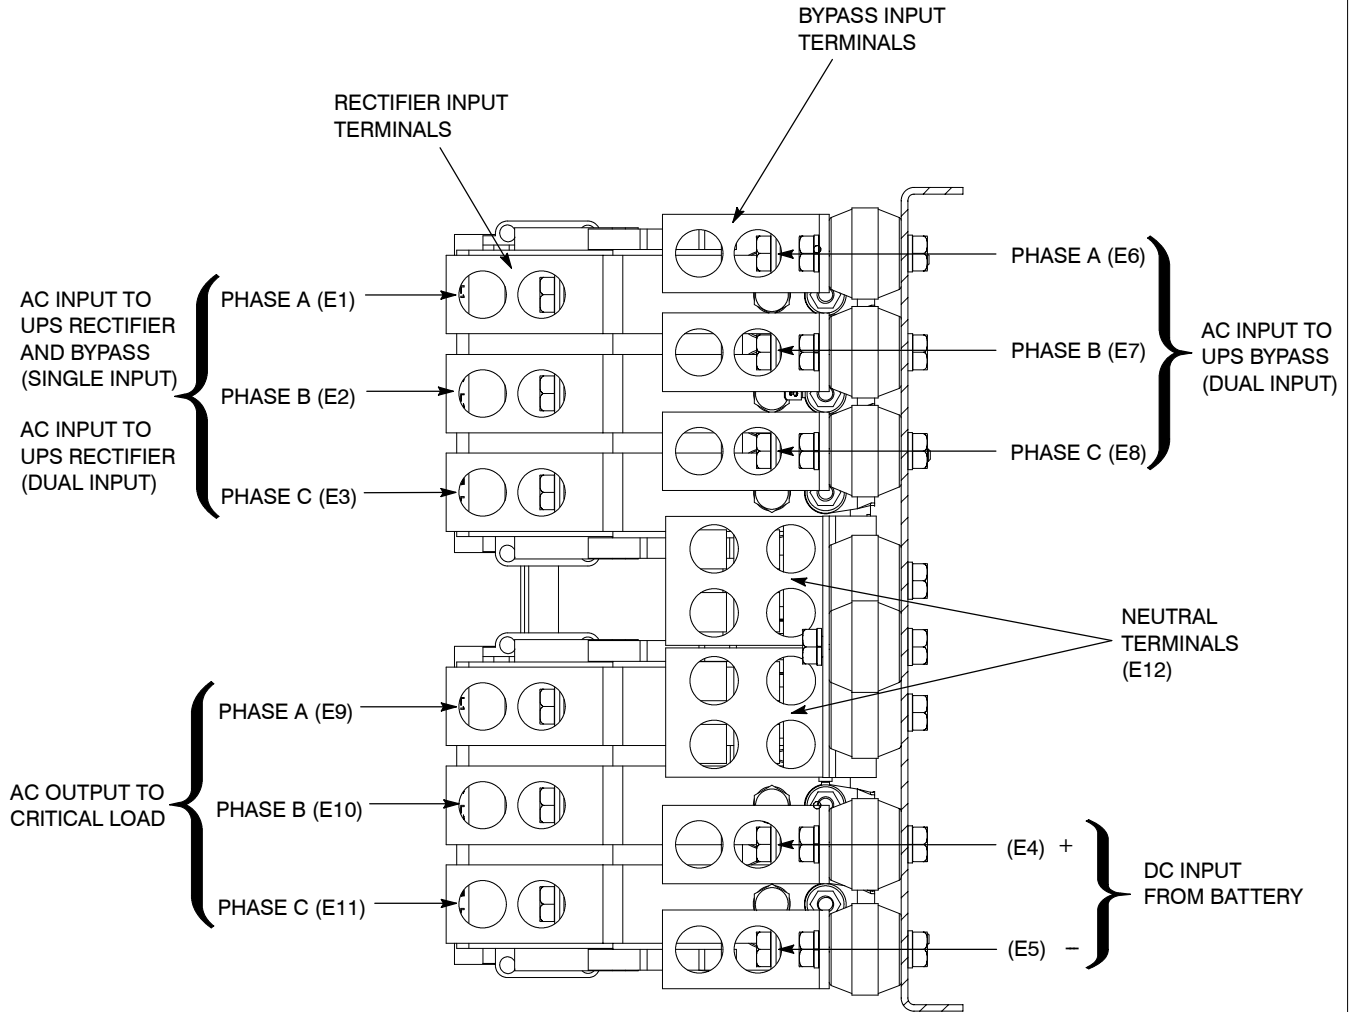 BYPASS INPUT
TERMINALS
RECTIFIER INPUT
TERMINALS
AC INPUT TO
UPS RECTIFIER
AND BYPASS
(SINGLE INPUT)
AC INPUT TO
UPS RECTIFIER
(DUAL INPUT)
PHASE A (E1)
PHASE B (E2)
PHASE C (E3)
PHASE A (E6)
PHASE B (E7)
PHASE C (E8)
AC INPUT TO
UPS BYPASS
(DUAL INPUT)
NEUTRAL
TERMINALS
(E12)
AC OUTPUT TO
CRITICAL LOAD
PHASE A (E9)
PHASE B (E10)
PHASE C (E11)
(E4) +
(E5) −
DC INPUT
FROM BATTERY